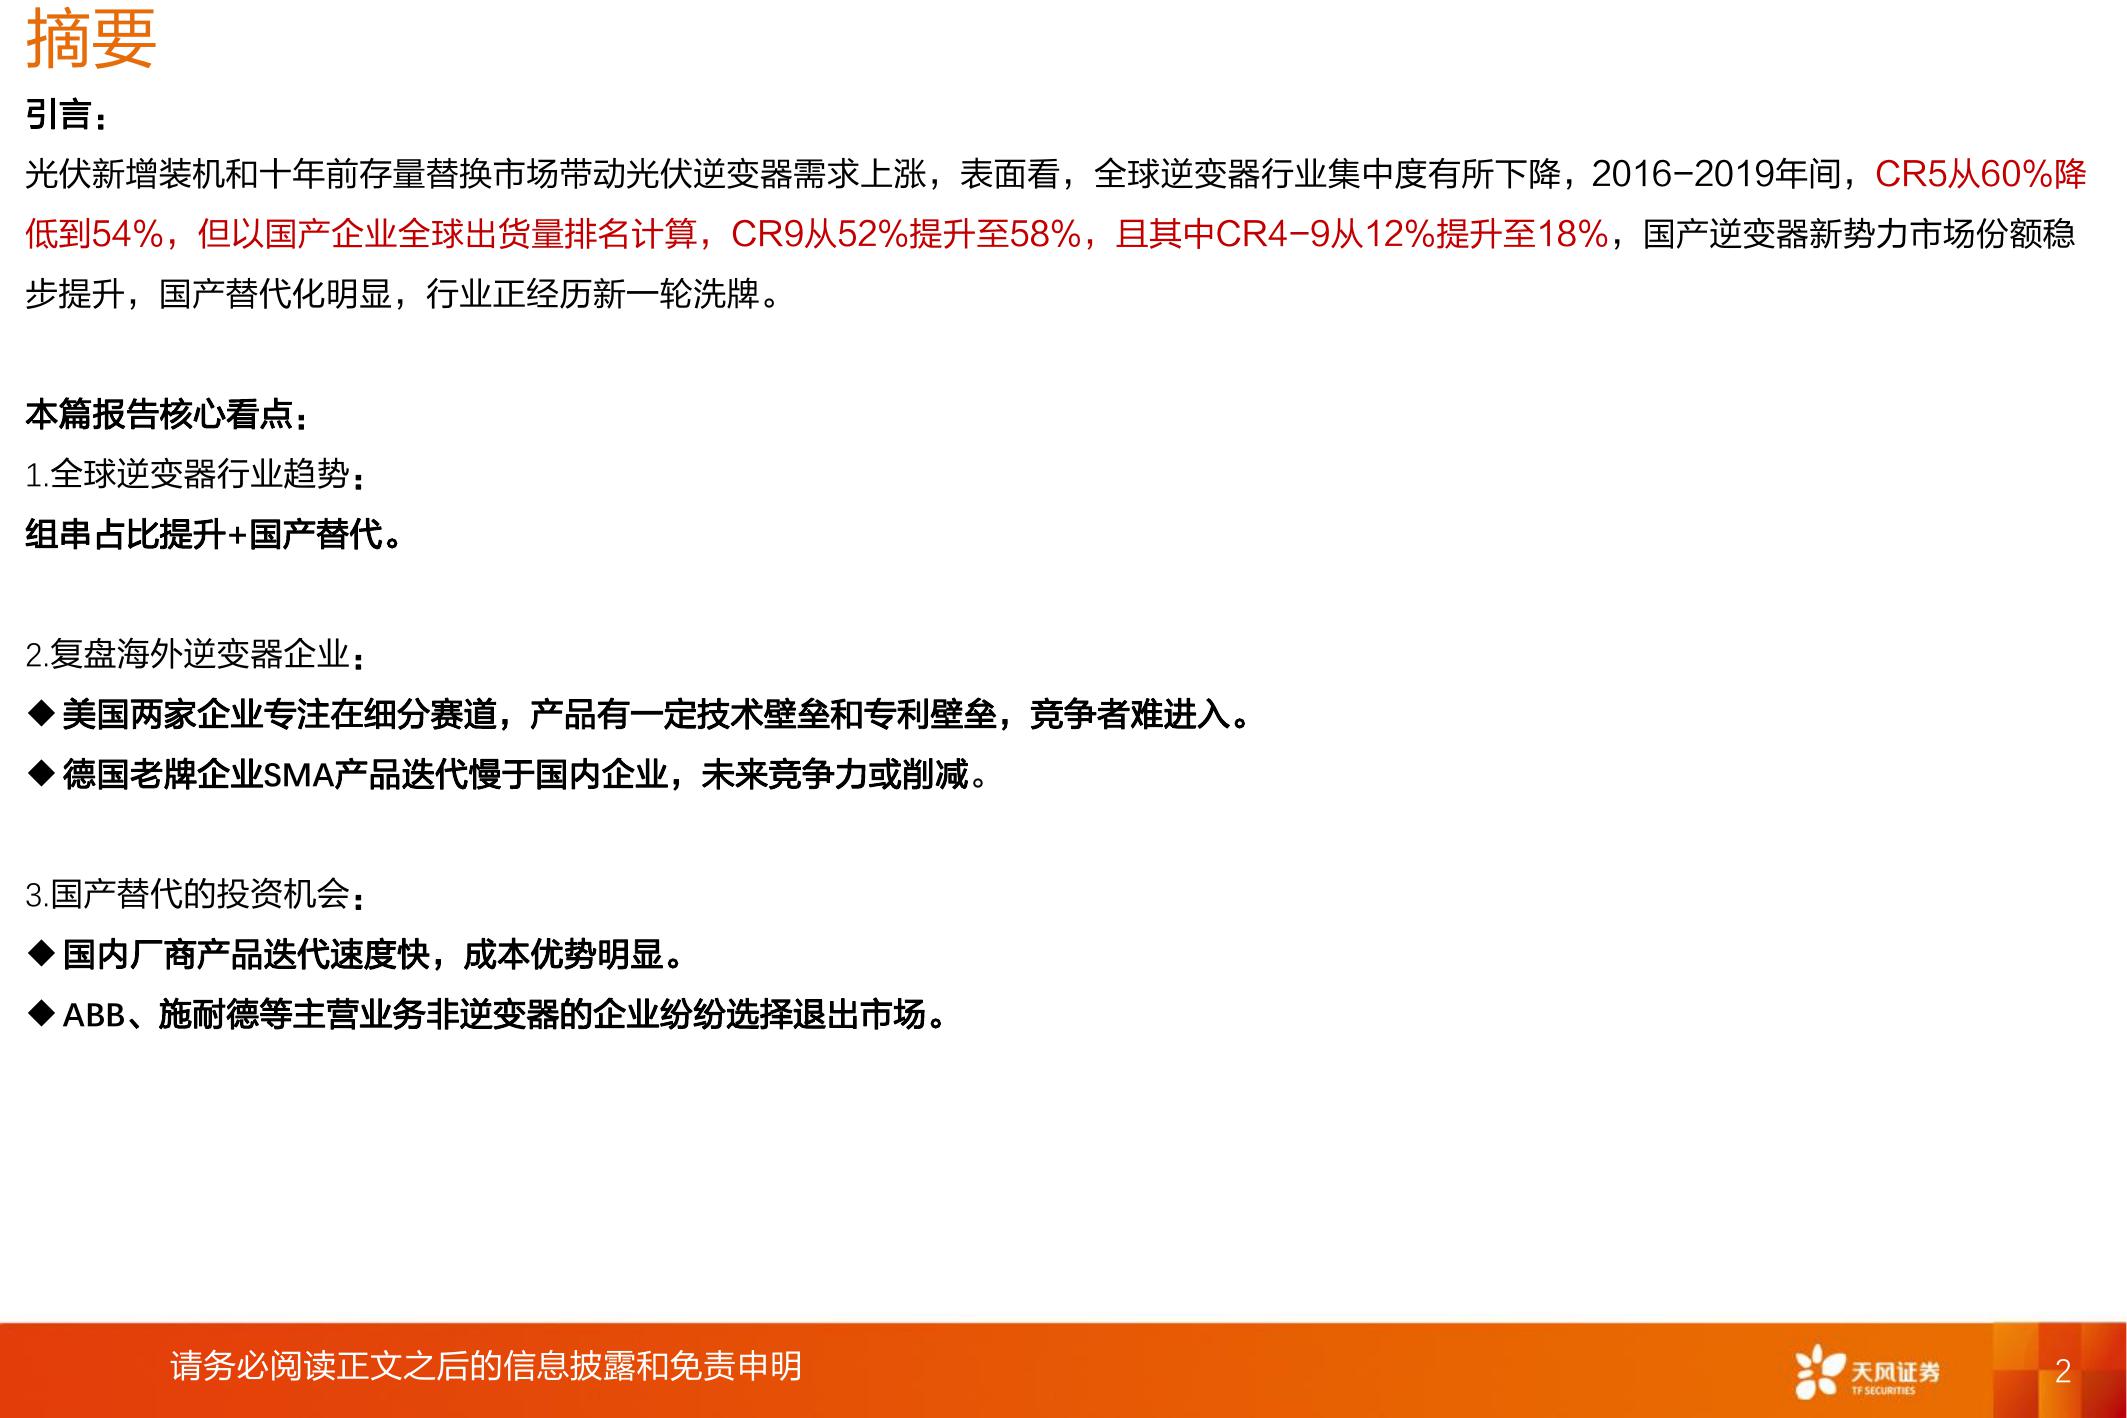 摘要
引言：
光伏新增装机和十年前存量替换市场带动光伏逆变器需求上涨，表面看，全球逆变器行业集中度有所下降，2016-2019年间，CR5从60%降
低到54%，但以国产企业全球出货量排名计算，CR9从52%提升至58%，且其中CR4-9从12%提升至18%，国产逆变器新势力市场份额稳
步提升，国产替代化明显，行业正经历新一轮洗牌。
本篇报告核心看点：
1.全球逆变器行业趋势：
组串占比提升+国产替代。
2.复盘海外逆变器企业：
◆ 美国两家企业专注在细分赛道，产品有一定技术壁垒和专利壁垒，竞争者难进入。
◆ 德国老牌企业SMA产品迭代慢于国内企业，未来竞争力或削减。
3.国产替代的投资机会：
◆ 国内厂商产品迭代速度快，成本优势明显。
◆ ABB、施耐德等主营业务非逆变器的企业纷纷选择退出市场。
请务必阅读正文之后的信息披露和免责申明
天风证券
TF SECURITIES
2